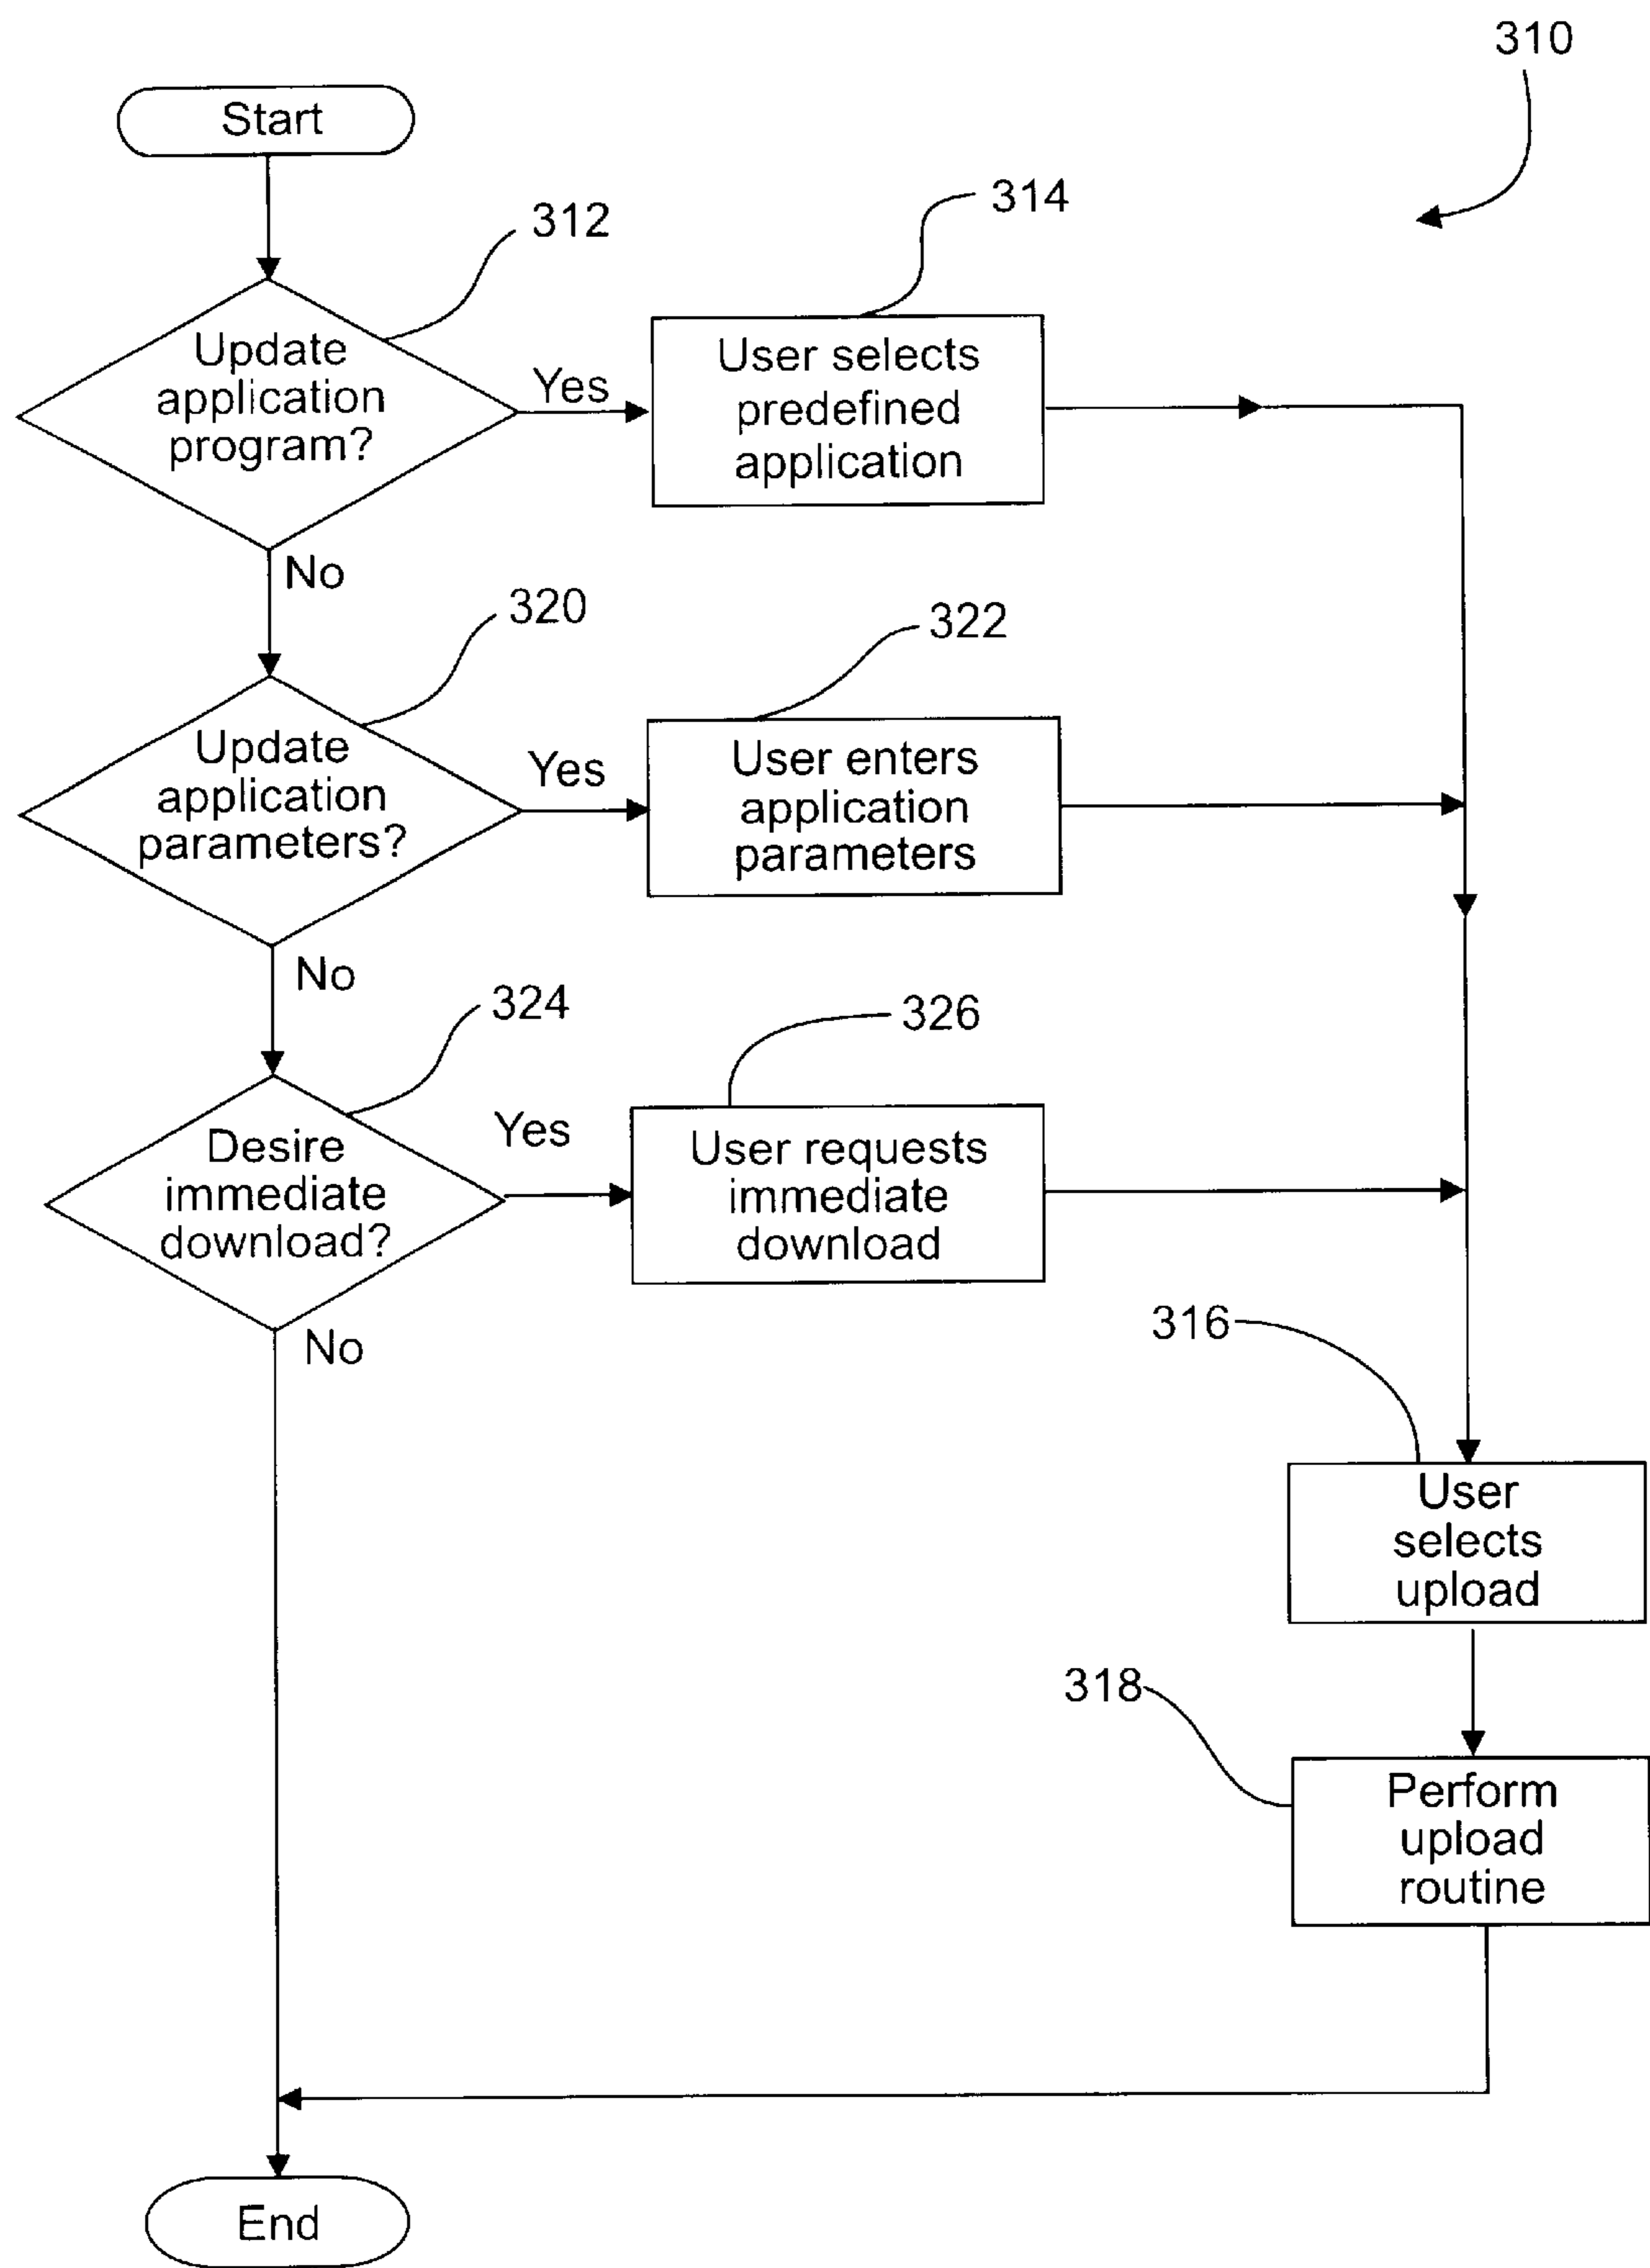 310
Start
312
314
Update
application
program?
Yes
User selects
predefined
application
No
320
322
Update
application
parameters?
Yes
User enters
application
parameters
No
324
326
Desire
immediate
download?
Yes
User requests
immediate
download
No
316
User
selects
upload
318
Perform
upload
routine
End